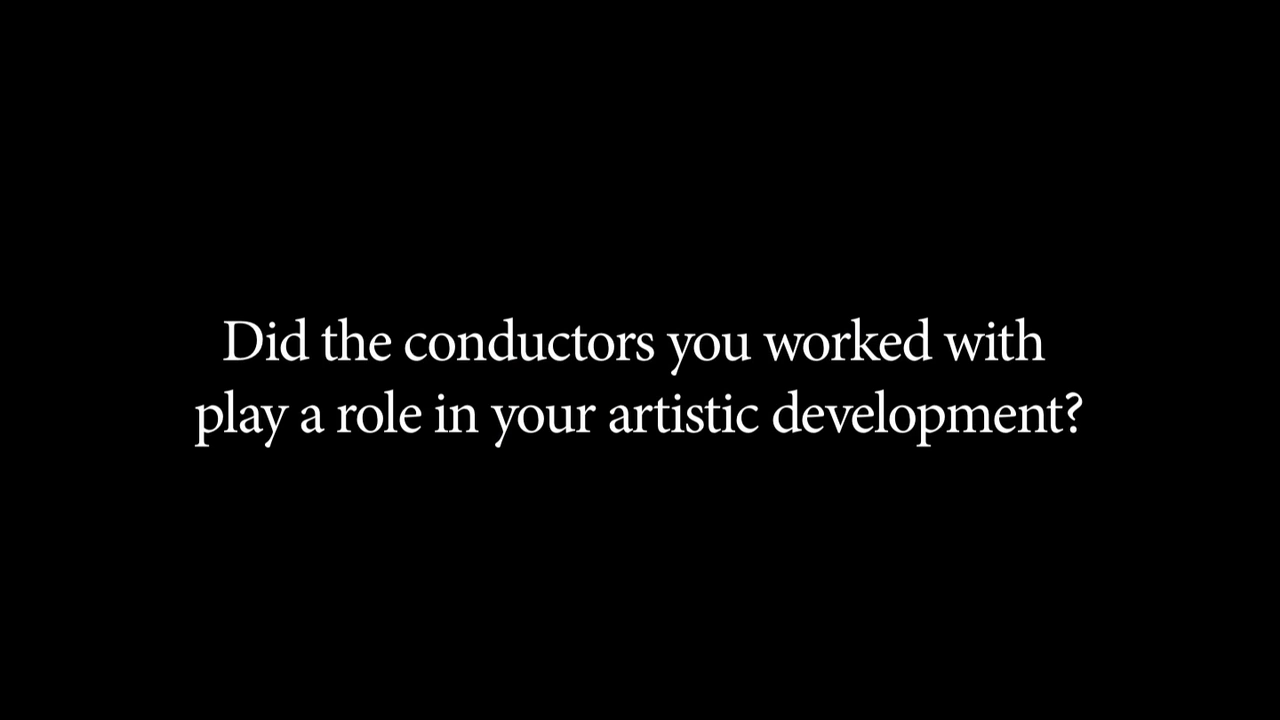 Did the conductors you worked with
play a role in your artistic development?